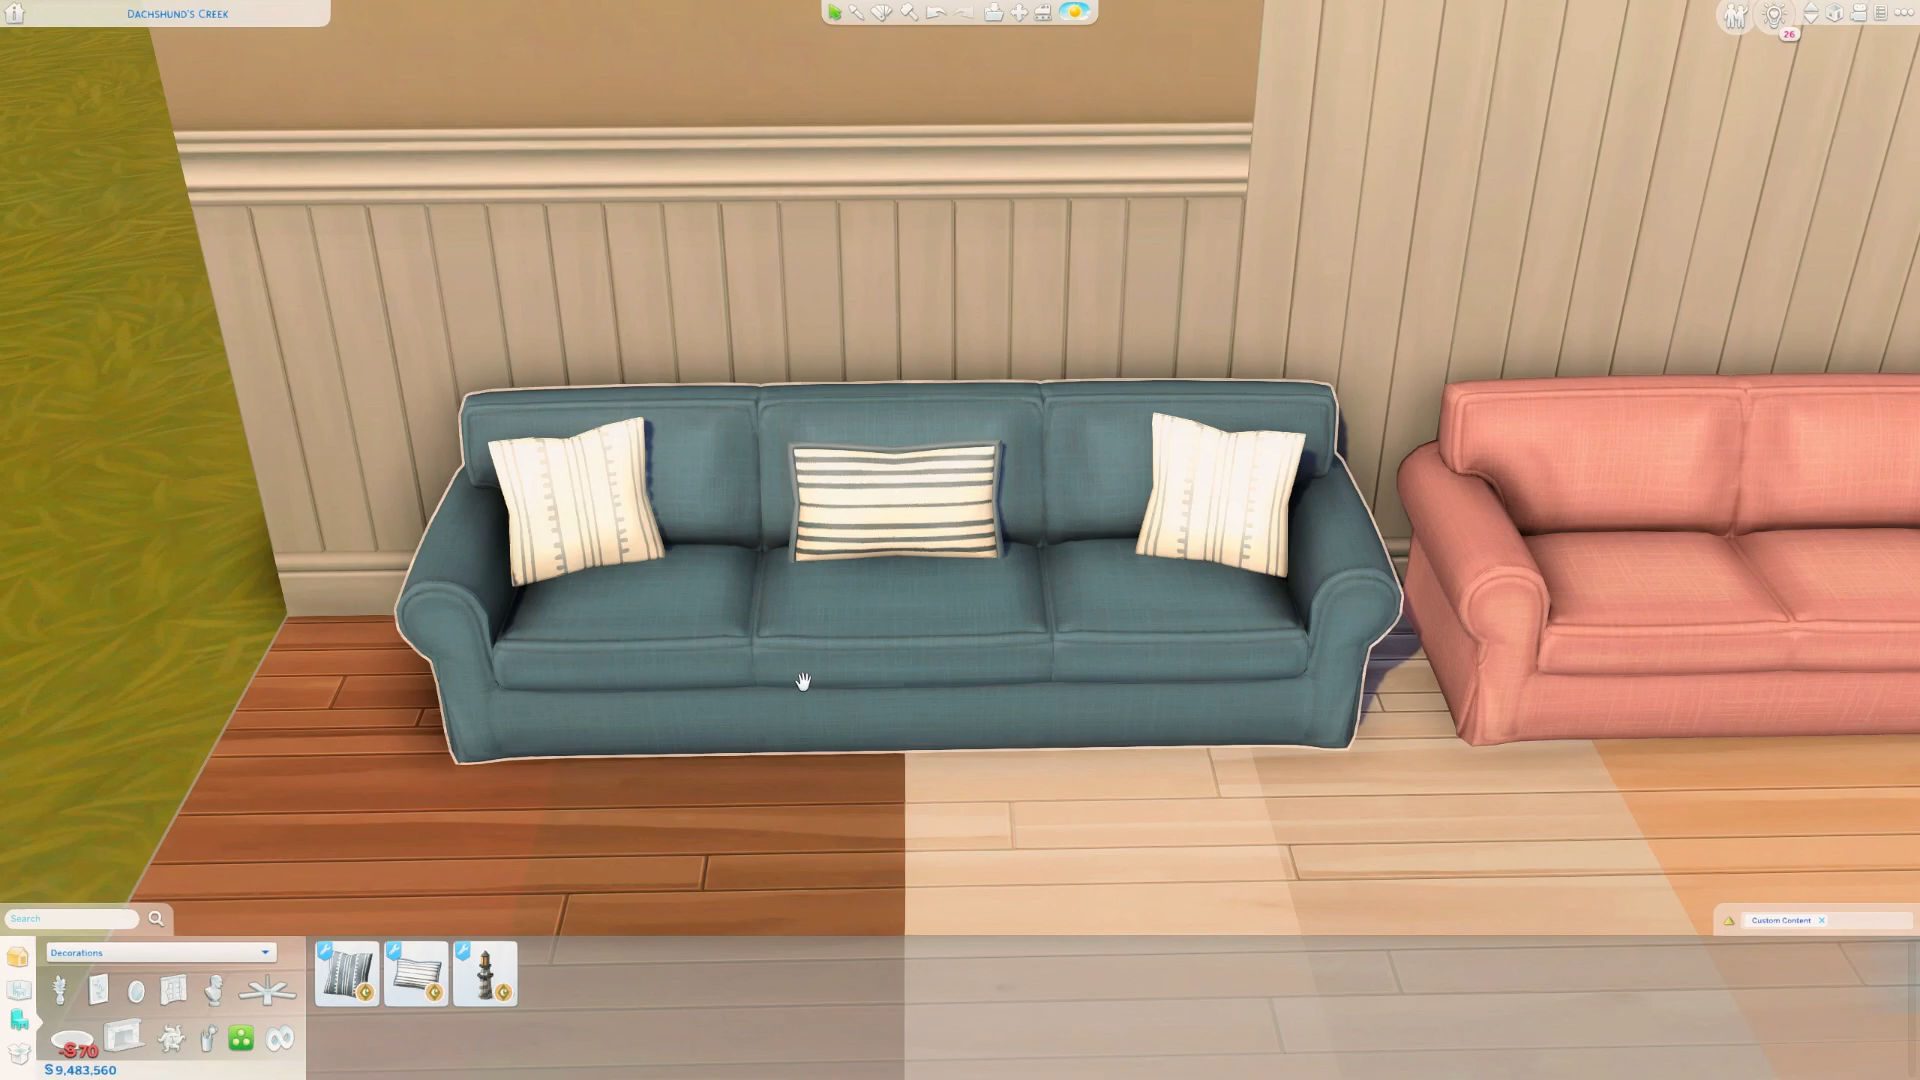 DACHSHUND'S CREEK
26
Search
Custom Content X
Decorations
-§70
§9,483,560